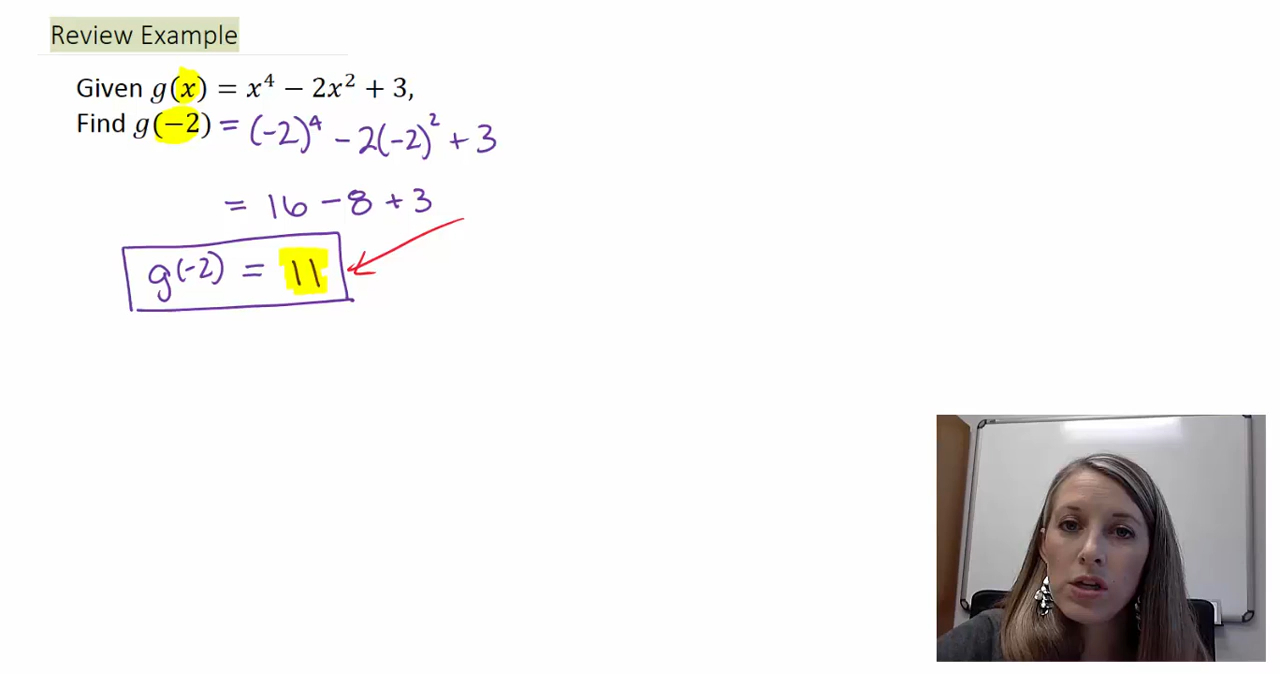 Review Example
Given g(x) = x⁴ − 2x² + 3,
Find g(−2) = (-2)⁴ - 2(-2)² + 3
= 16 - 8 + 3
g(-2) = 11